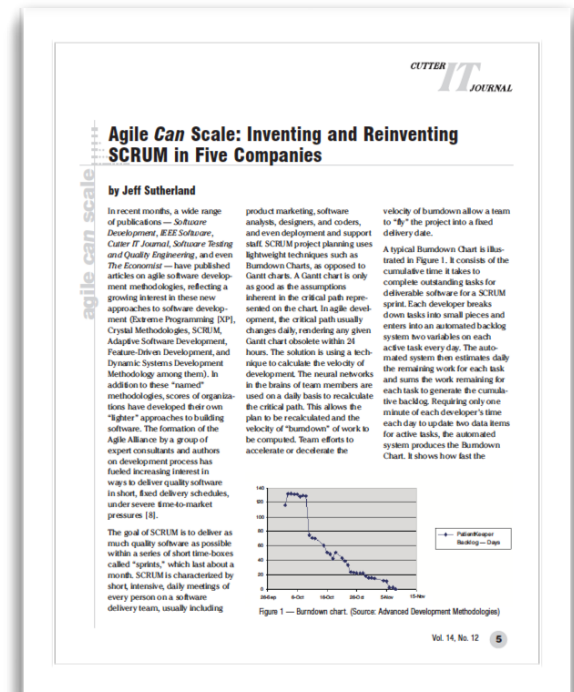 CUTTER
IT
JOURNAL
agile can scale
Agile Can Scale: Inventing and Reinventing
SCRUM in Five Companies
by Jeff Sutherland
In recent months, a wide range
of publications — Software
Development, IEEE Software,
Cutter IT Journal, Software Testing
and Quality Engineering, and even
The Economist — have published
articles on agile software develop-
ment methodologies, reflecting a
growing interest in these new
approaches to software develop-
ment (Extreme Programming [XP],
Crystal Methodologies, SCRUM,
Adaptive Software Development,
Feature-Driven Development, and
Dynamic Systems Development
Methodology among them). In
addition to these "named"
methodologies, scores of organiza-
tions have developed their own
"lighter" approaches to building
software. The formation of the
Agile Alliance by a group of
expert consultants and authors
on development process has
fueled increasing interest in
ways to deliver quality software
in short, fixed delivery schedules,
under severe time-to-market
pressures [8].
The goal of SCRUM is to deliver as
much quality software as possible
within a series of short time-boxes
called "sprints," which last about a
month. SCRUM is characterized by
short, intensive, daily meetings of
every person on a software
delivery team, usually including
product marketing, software
analysts, designers, and coders,
and even deployment and support
staff. SCRUM project planning uses
lightweight techniques such as
Burndown Charts, as opposed to
Gantt charts. A Gantt chart is only
as good as the assumptions
inherent in the critical path repre-
sented on the chart. In agile devel-
opment, the critical path usually
changes daily, rendering any given
Gantt chart obsolete within 24
hours. The solution is using a tech-
nique to calculate the velocity of
development. The neural networks
in the brains of team members are
used on a daily basis to recalculate
the critical path. This allows the
plan to be recalculated and the
velocity of "burndown" of work to
be computed. Team efforts to
accelerate or decelerate the
velocity of burndown allow a team
to "fly" the project into a fixed
delivery date.
A typical Burndown Chart is illus-
trated in Figure 1. It consists of the
cumulative time it takes to
complete outstanding tasks for
deliverable software for a SCRUM
sprint. Each developer breaks
down tasks into small pieces and
enters into an automated backlog
system two variables on each
active task every day. The auto-
mated system then estimates daily
the remaining work for each task
and sums the work remaining for
each task to generate the cumula-
tive backlog. Requiring only one
minute of each developer's time
each day to update two data items
for active tasks, the automated
system produces the Burndown
Chart. It shows how fast the
140
120
100
80
60
40
20
0
28-Sep 8-Oct 18-Oct 28-Oct 5-Nov 15-Nov
PatientKeeper
Backlog — Days
Figure 1 — Burndown chart. (Source: Advanced Development Methodologies)
Vol. 14, No. 12 5